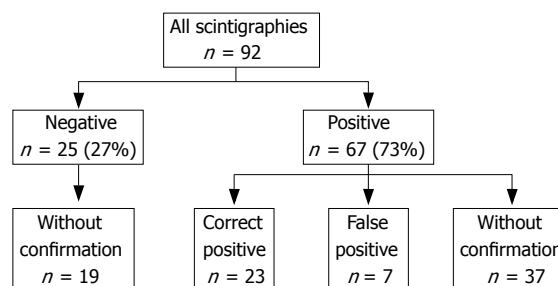 All scintigraphies
n = 92
Negative
n = 25 (27%)
Positive
n = 67 (73%)
Without
confirmation
n = 19
Correct
positive
n = 23
False
positive
n = 7
Without
confirmation
n = 37